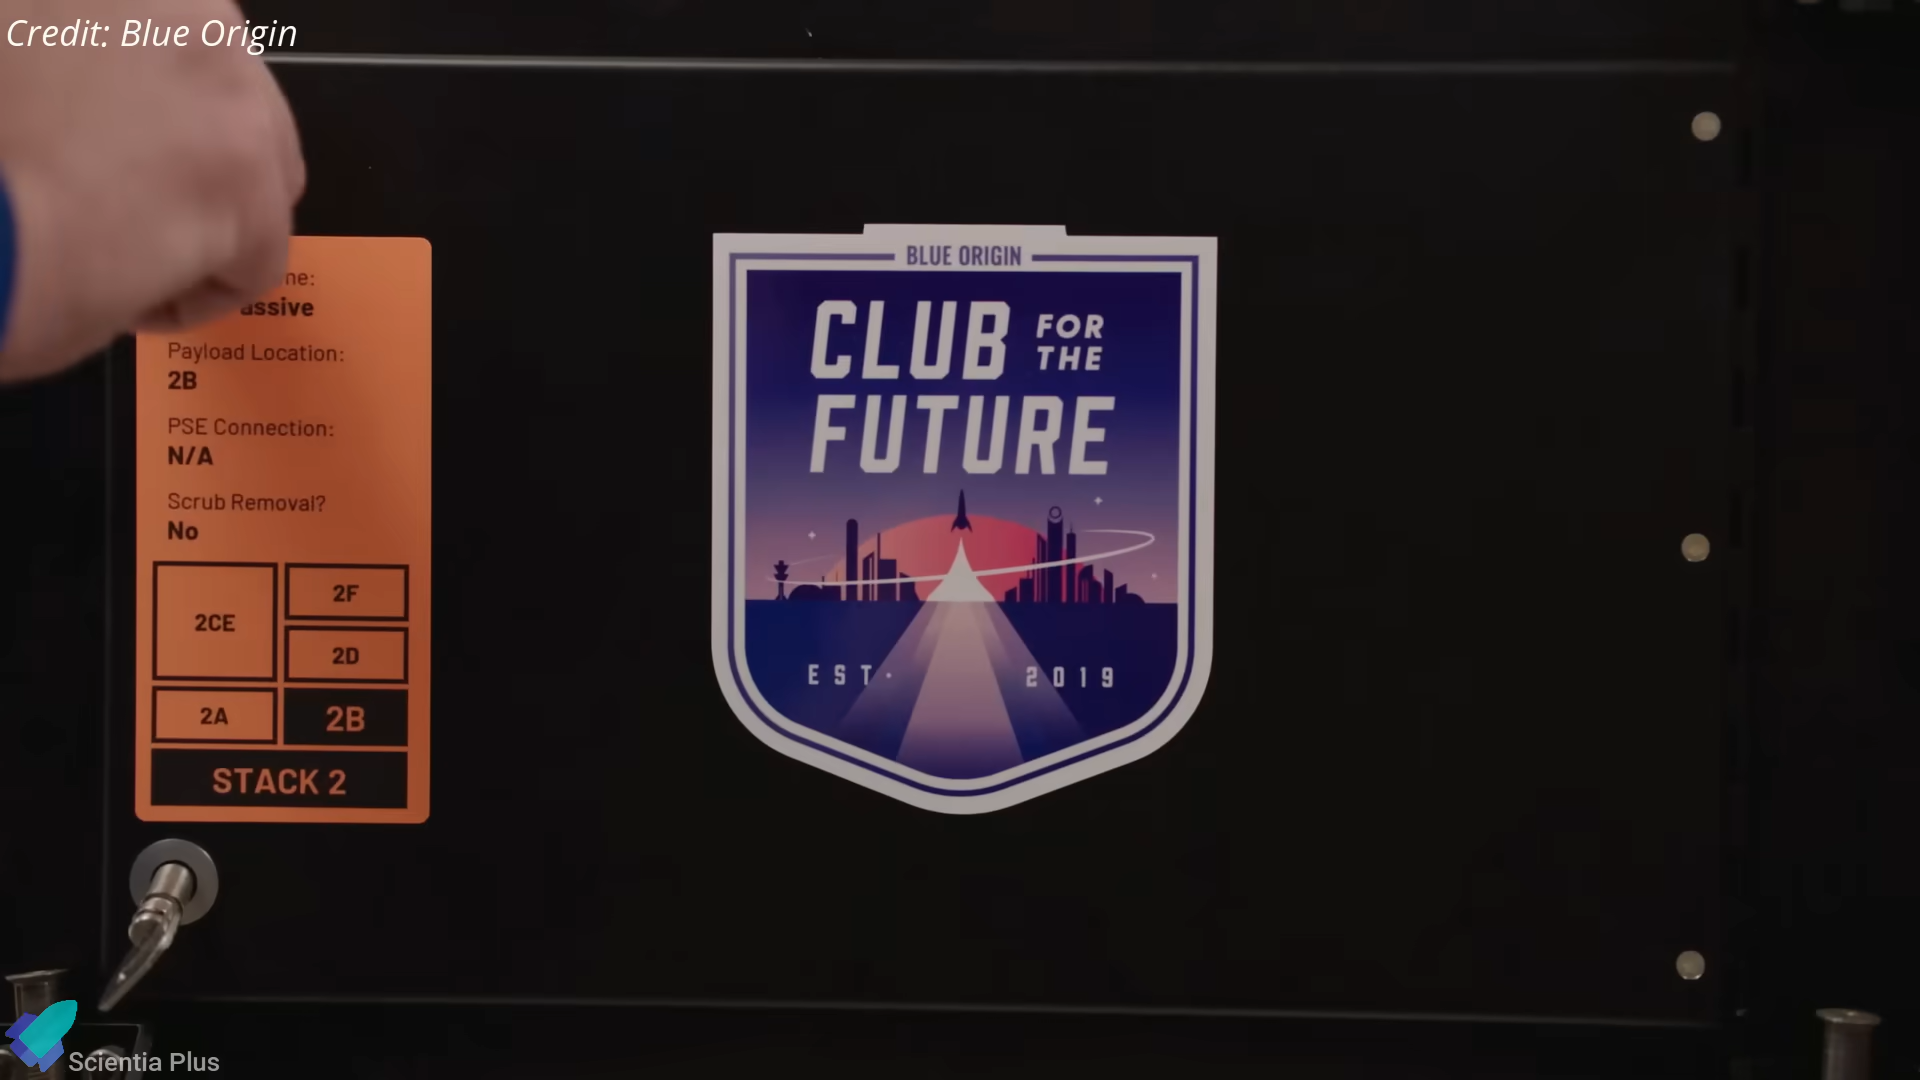 Credit: Blue Origin
Payload Location:
2B
PSE Connection:
N/A
Scrub Removal?
No
2CE
2F
2D
2A
2B
STACK 2
BLUE ORIGIN
CLUB FOR THE
FUTURE
EST. 2019
Scientia Plus